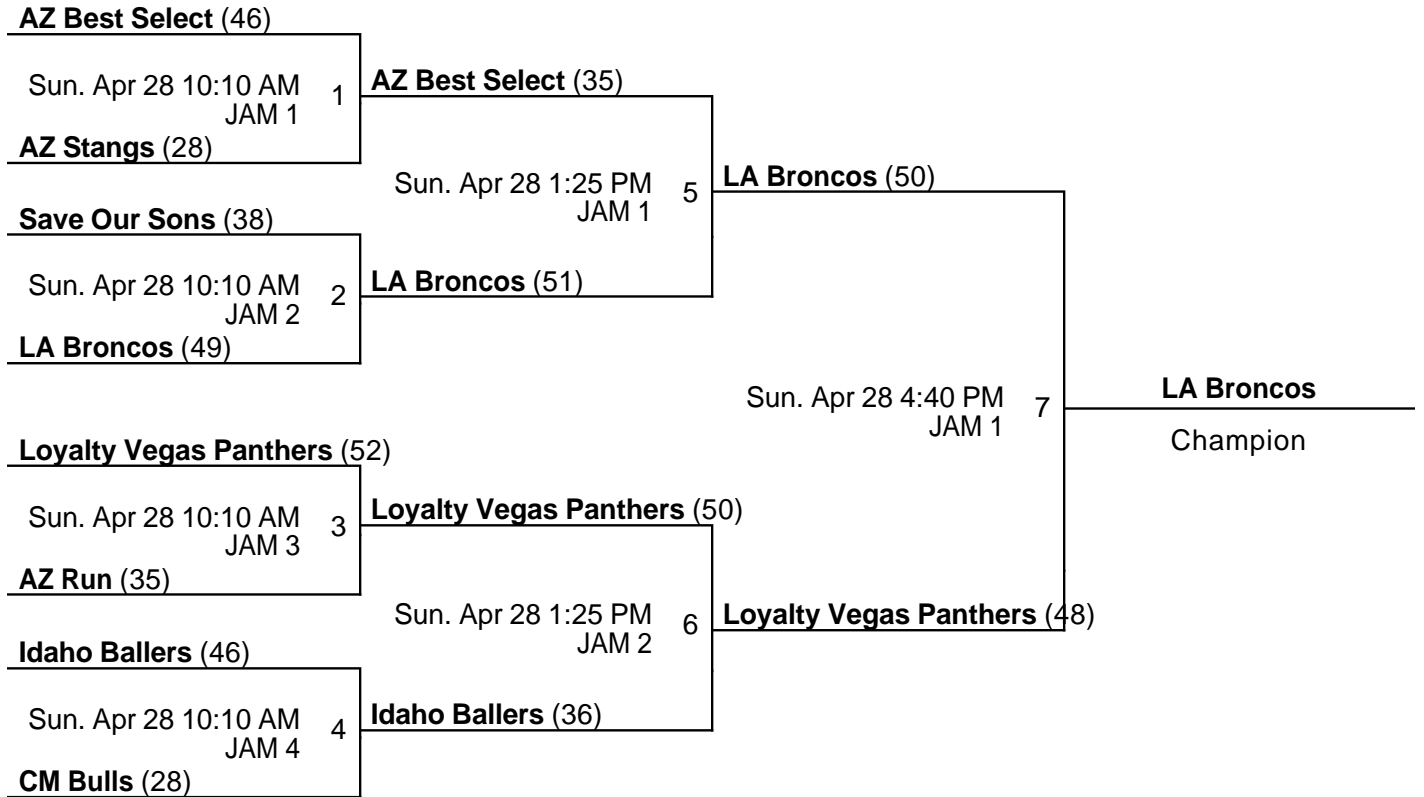 AZ Best Select (46)
Sun. Apr 28 10:10 AM 1
JAM 1
AZ Stangs (28)
Save Our Sons (38)
Sun. Apr 28 10:10 AM 2
JAM 2
LA Broncos (49)
Loyalty Vegas Panthers (52)
Sun. Apr 28 10:10 AM 3
JAM 3
AZ Run (35)
Idaho Ballers (46)
Sun. Apr 28 10:10 AM 4
JAM 4
CM Bulls (28)
AZ Best Select (35)
Sun. Apr 28 1:25 PM 5
JAM 1
LA Broncos (51)
Loyalty Vegas Panthers (50)
Sun. Apr 28 1:25 PM 6
JAM 2
Idaho Ballers (36)
LA Broncos (50)
Sun. Apr 28 4:40 PM 7
JAM 1
Loyalty Vegas Panthers (48)
LA Broncos
Champion